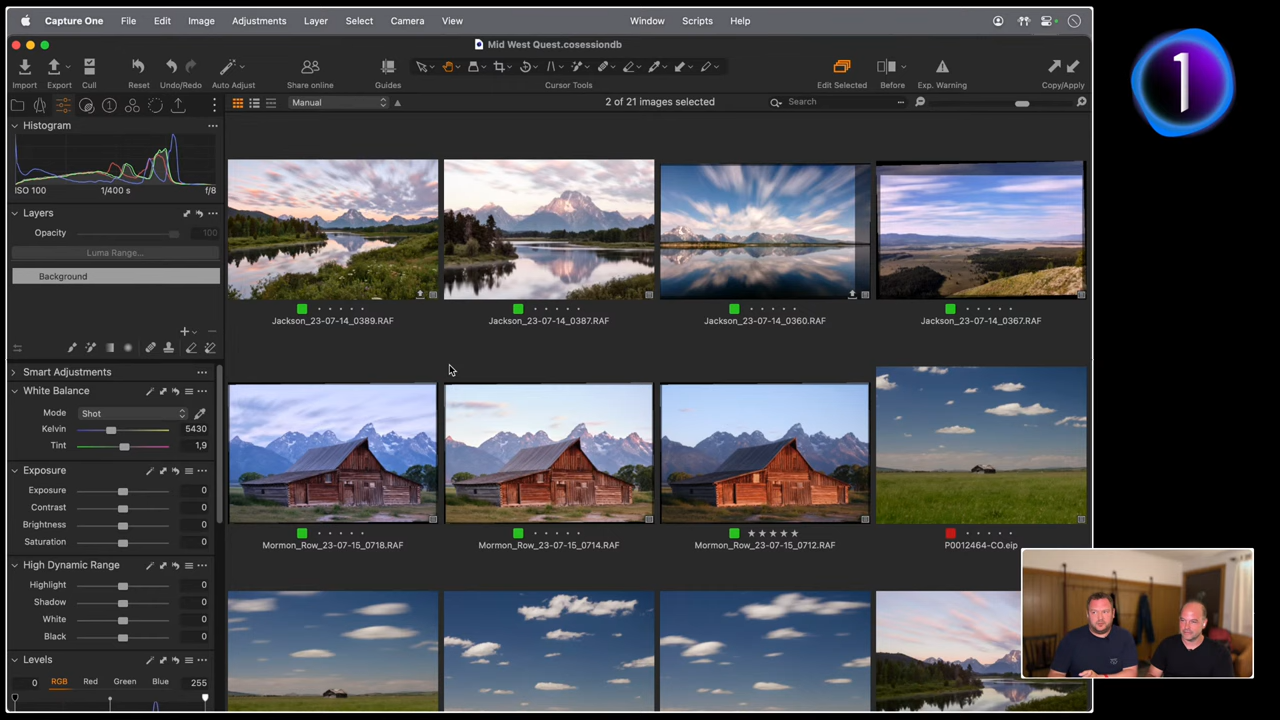 Capture One File Edit Image Adjustments Layer Select Camera View Window Scripts Help
Mid West Quest.cosessiondb
Import Export Cull Reset Undo/Redo Auto Adjust Share online Guides Cursor Tools Edit Selected Before Exp. Warning Copy/Apply
Manual 2 of 21 images selected Search
Histogram
ISO 100 1/400 s f/8
Layers
Opacity 100
Luma Range...
Background
Smart Adjustments
White Balance
Mode Shot
Kelvin 5430
Tint 1,9
Exposure
Exposure 0
Contrast 0
Brightness 0
Saturation 0
High Dynamic Range
Highlight 0
Shadow 0
White 0
Black 0
Levels
0 RGB Red Green Blue 255
Jackson_23-07-14_0389.RAF Jackson_23-07-14_0387.RAF Jackson_23-07-14_0360.RAF Jackson_23-07-14_0367.RAF
Mormon_Row_23-07-15_0718.RAF Mormon_Row_23-07-15_0714.RAF Mormon_Row_23-07-15_0712.RAF P0012464-CO.eip
1